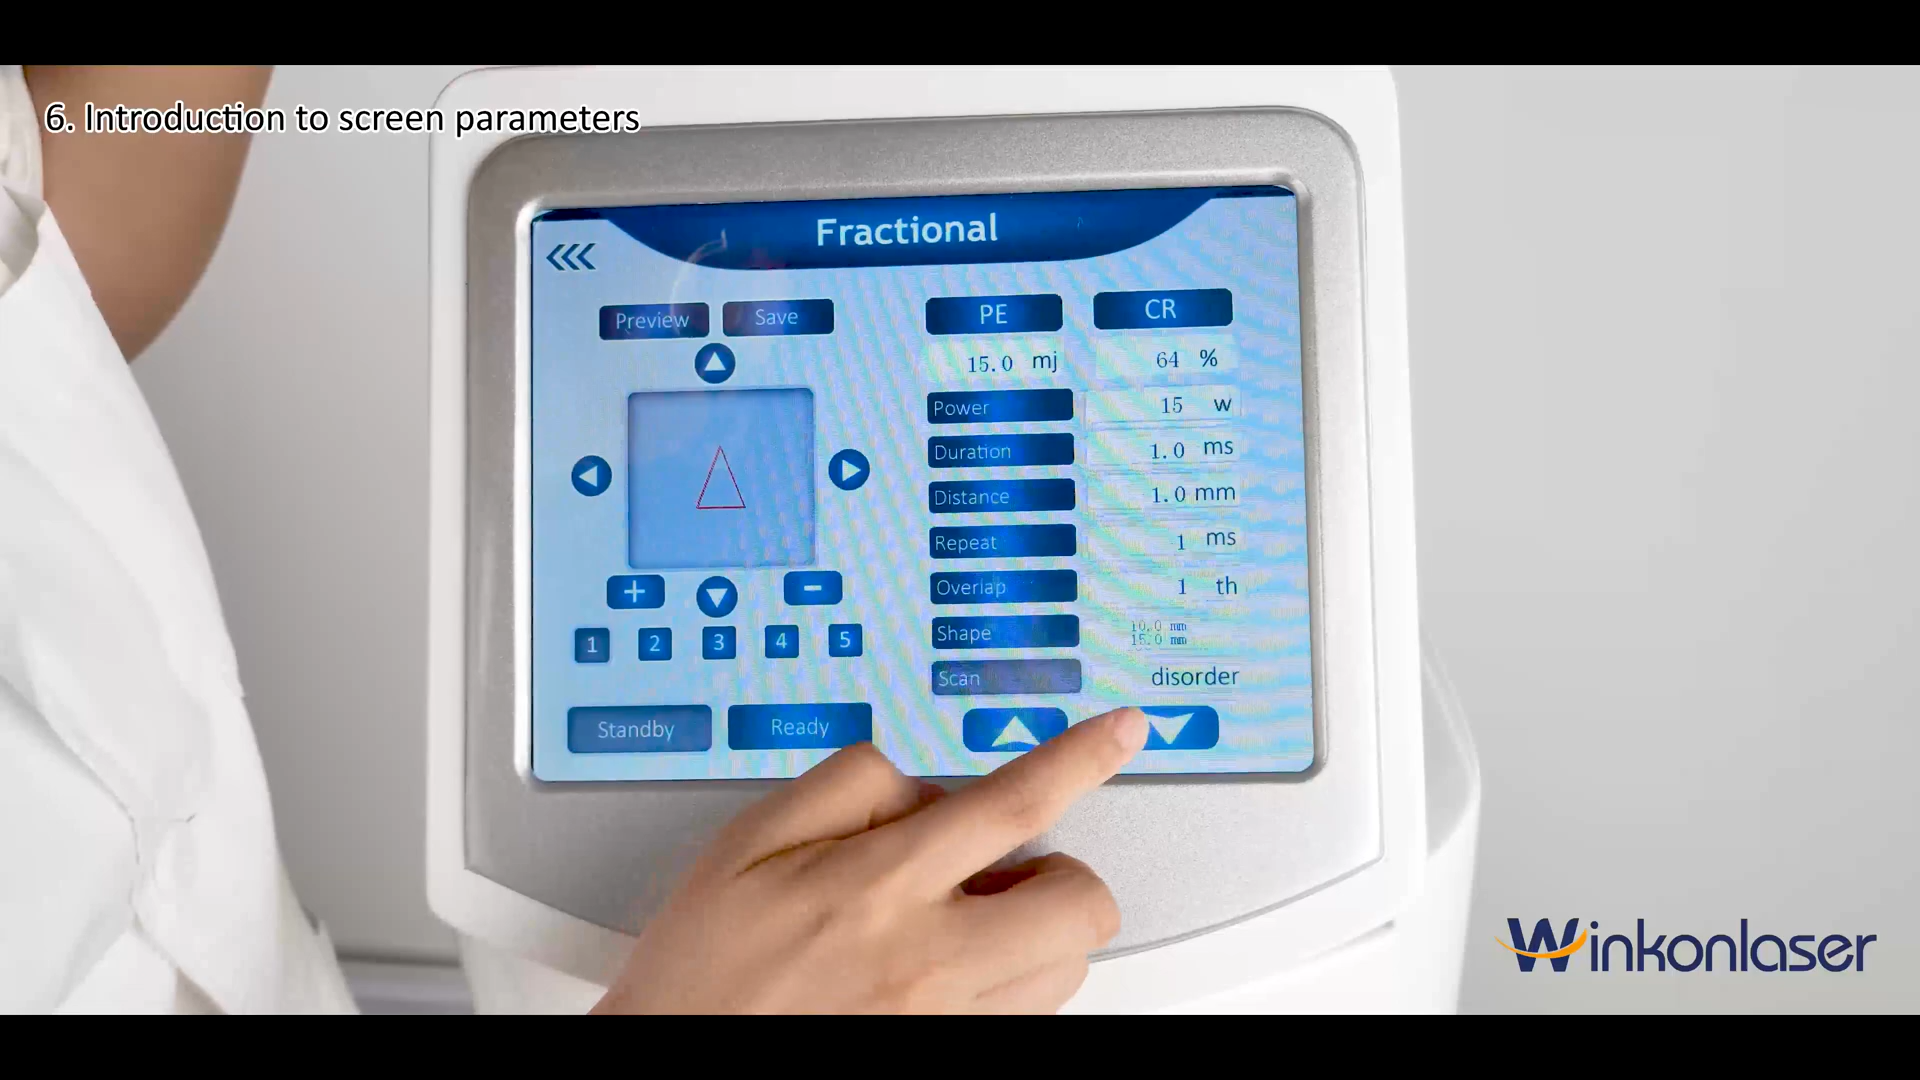 6. Introduction to screen parameters
Fractional
Preview
Save
PE
CR
15.0 mj
64 %
Power
15 w
Duration
1.0 ms
Distance
1.0 mm
Repeat
1 ms
Overlap
1 th
Shape
10.0 mm
15.0 mm
Scan
disorder
+
-
1
2
3
4
5
Standby
Ready
Winkonlaser